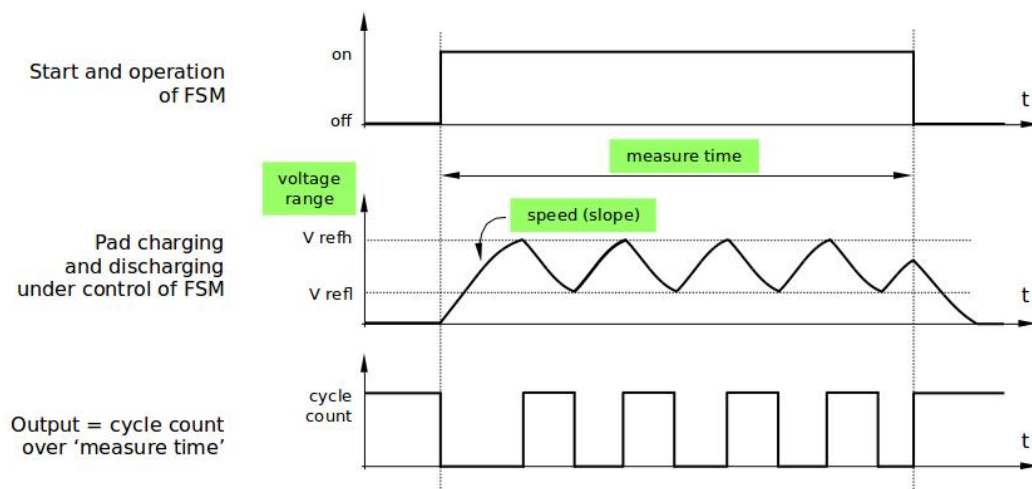 Start and operation
of FSM
on
off
t
measure time
voltage
range
speed (slope)
V refh
Pad charging
and discharging
under control of FSM
V refl
t
cycle
count
Output = cycle count
over ‘measure time’
t